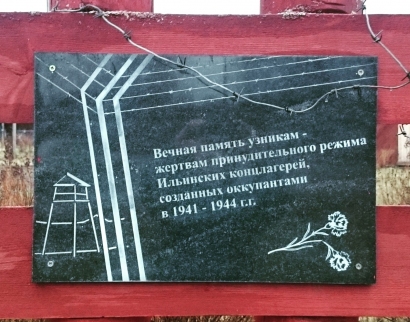 Вечная память узникам -
жертвам принудительного режима
Ильинских концлагерей,
созданных оккупантами
в 1941 - 1944 г.г.